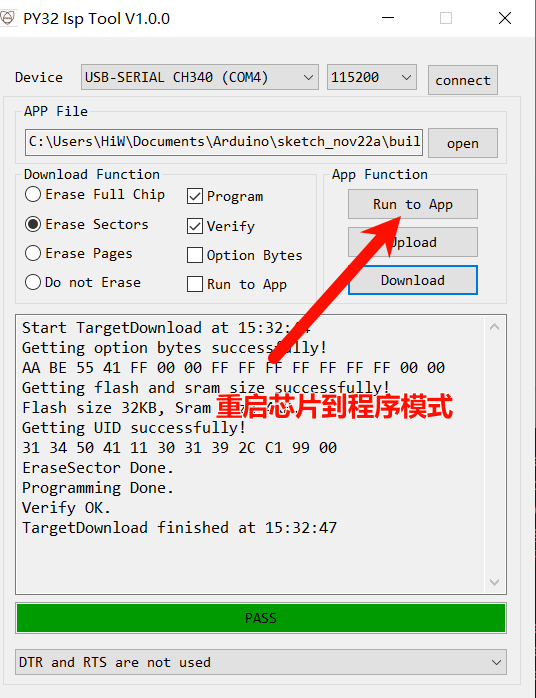 PY32 Isp Tool V1.0.0
Device USB-SERIAL CH340 (COM4) 115200 connect
APP File
C:\Users\HiW\Documents\Arduino\sketch_nov22a\buil open
Download Function
Erase Full Chip Program
Erase Sectors Verify
Erase Pages Option Bytes
Do not Erase Run to App
App Function
Run to App
Upload
Download
Start TargetDownload at 15:32:
Getting option bytes successfully!
AA BE 55 41 FF 00 00 FF FF FF FF FF FF FF 00 00
Getting flash and sram size successfully!
Flash size 32KB, Sram
重启芯片到程序模式
Getting UID successfully!
31 34 50 41 11 30 31 39 2C C1 99 00
EraseSector Done.
Programming Done.
Verify OK.
TargetDownload finished at 15:32:47
PASS
DTR and RTS are not used